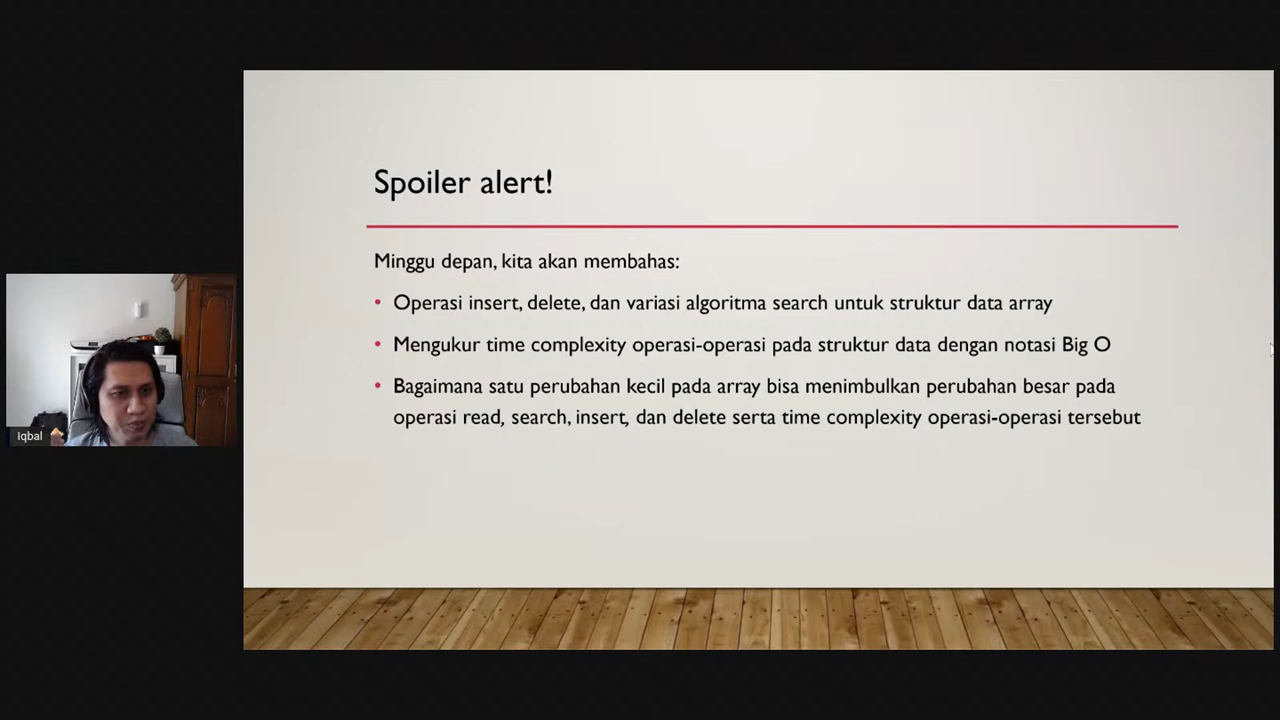 Spoiler alert!
Minggu depan, kita akan membahas:
• Operasi insert, delete, dan variasi algoritma search untuk struktur data array
• Mengukur time complexity operasi-operasi pada struktur data dengan notasi Big O
• Bagaimana satu perubahan kecil pada array bisa menimbulkan perubahan besar pada
operasi read, search, insert, dan delete serta time complexity operasi-operasi tersebut
Iqbal